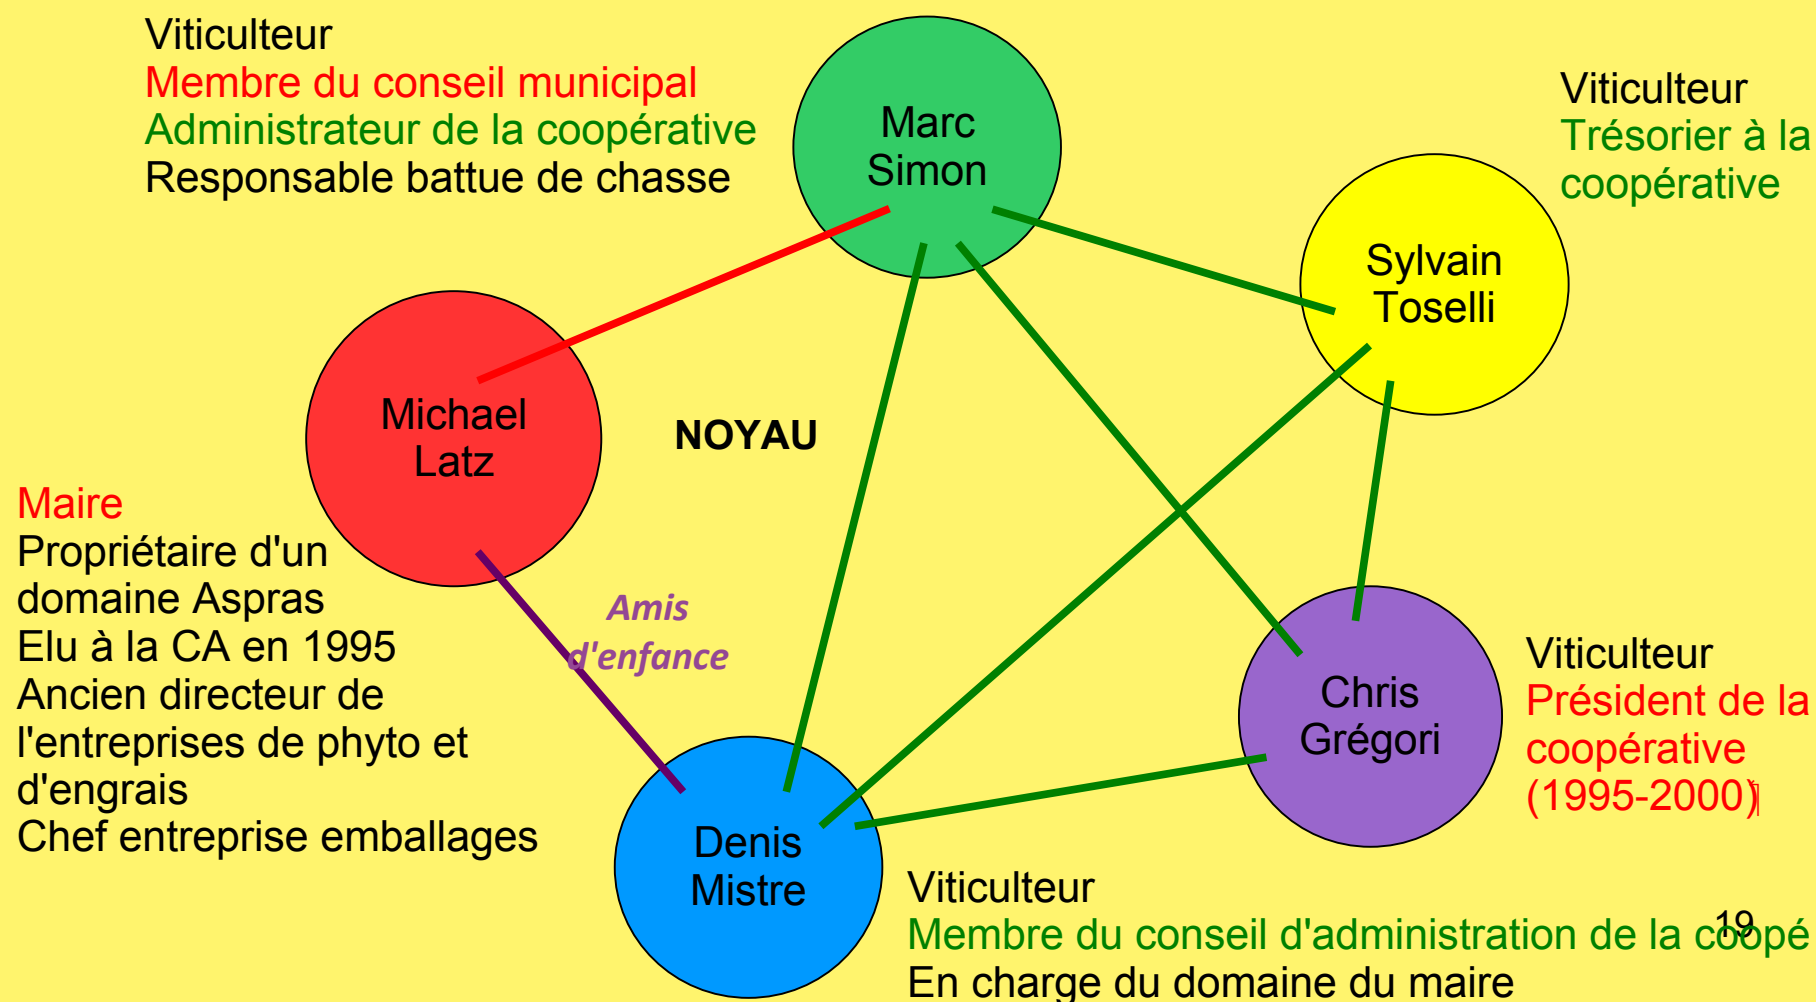 Viticulteur
Membre du conseil municipal
Administrateur de la coopérative
Responsable battue de chasse
Marc
Simon
Viticulteur
Trésorier à la
coopérative
Sylvain
Toselli
Michael
Latz
NOYAU
Maire
Propriétaire d'un
domaine Aspras
Elu à la CA en 1995
Ancien directeur de
l'entreprises de phyto et
d'engrais
Chef entreprise emballages
Amis
d'enfance
Chris
Grégori
Viticulteur
Président de la
coopérative
(1995-2000)
Denis
Mistre
Viticulteur
Membre du conseil d'administration de la coopé
En charge du domaine du maire
19